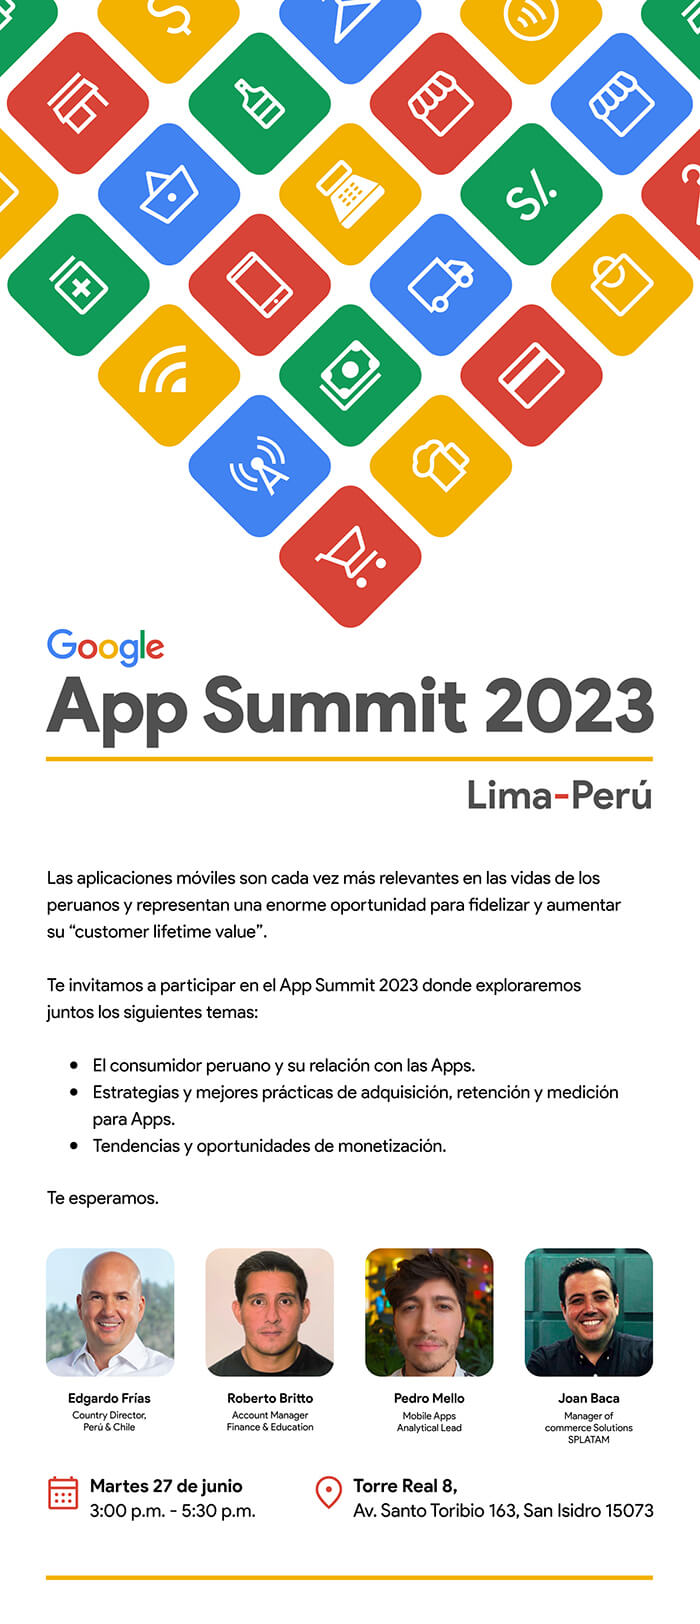 S/.
Google
App Summit 2023
Lima-Perú
Las aplicaciones móviles son cada vez más relevantes en las vidas de los
peruanos y representan una enorme oportunidad para fidelizar y aumentar
su “customer lifetime value”.
Te invitamos a participar en el App Summit 2023 donde exploraremos
juntos los siguientes temas:
• El consumidor peruano y su relación con las Apps.
• Estrategias y mejores prácticas de adquisición, retención y medición
para Apps.
• Tendencias y oportunidades de monetización.
Te esperamos.
Edgardo Frías
Country Director,
Perú & Chile
Roberto Britto
Account Manager
Finance & Education
Pedro Mello
Mobile Apps
Analytical Lead
Joan Baca
Manager of
commerce Solutions
SPLATAM
Martes 27 de junio
3:00 p.m. - 5:30 p.m.
Torre Real 8,
Av. Santo Toribio 163, San Isidro 15073